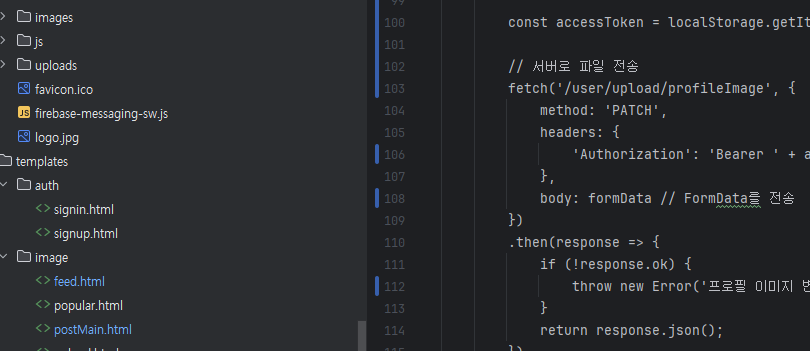 images
js
uploads
favicon.ico
firebase-messaging-sw.js
logo.jpg
templates
auth
signin.html
signup.html
image
feed.html
popular.html
postMain.html
99
100 const accessToken = localStorage.getIt
101
102 // 서버로 파일 전송
103 fetch('/user/upload/profileImage', {
104 method: 'PATCH',
105 headers: {
106 'Authorization': 'Bearer ' + a
107 },
108 body: formData // FormData를 전송
109 })
110 .then(response => {
111 if (!response.ok) {
112 throw new Error('프로필 이미지 변
113 }
114 return response.json();
115 })